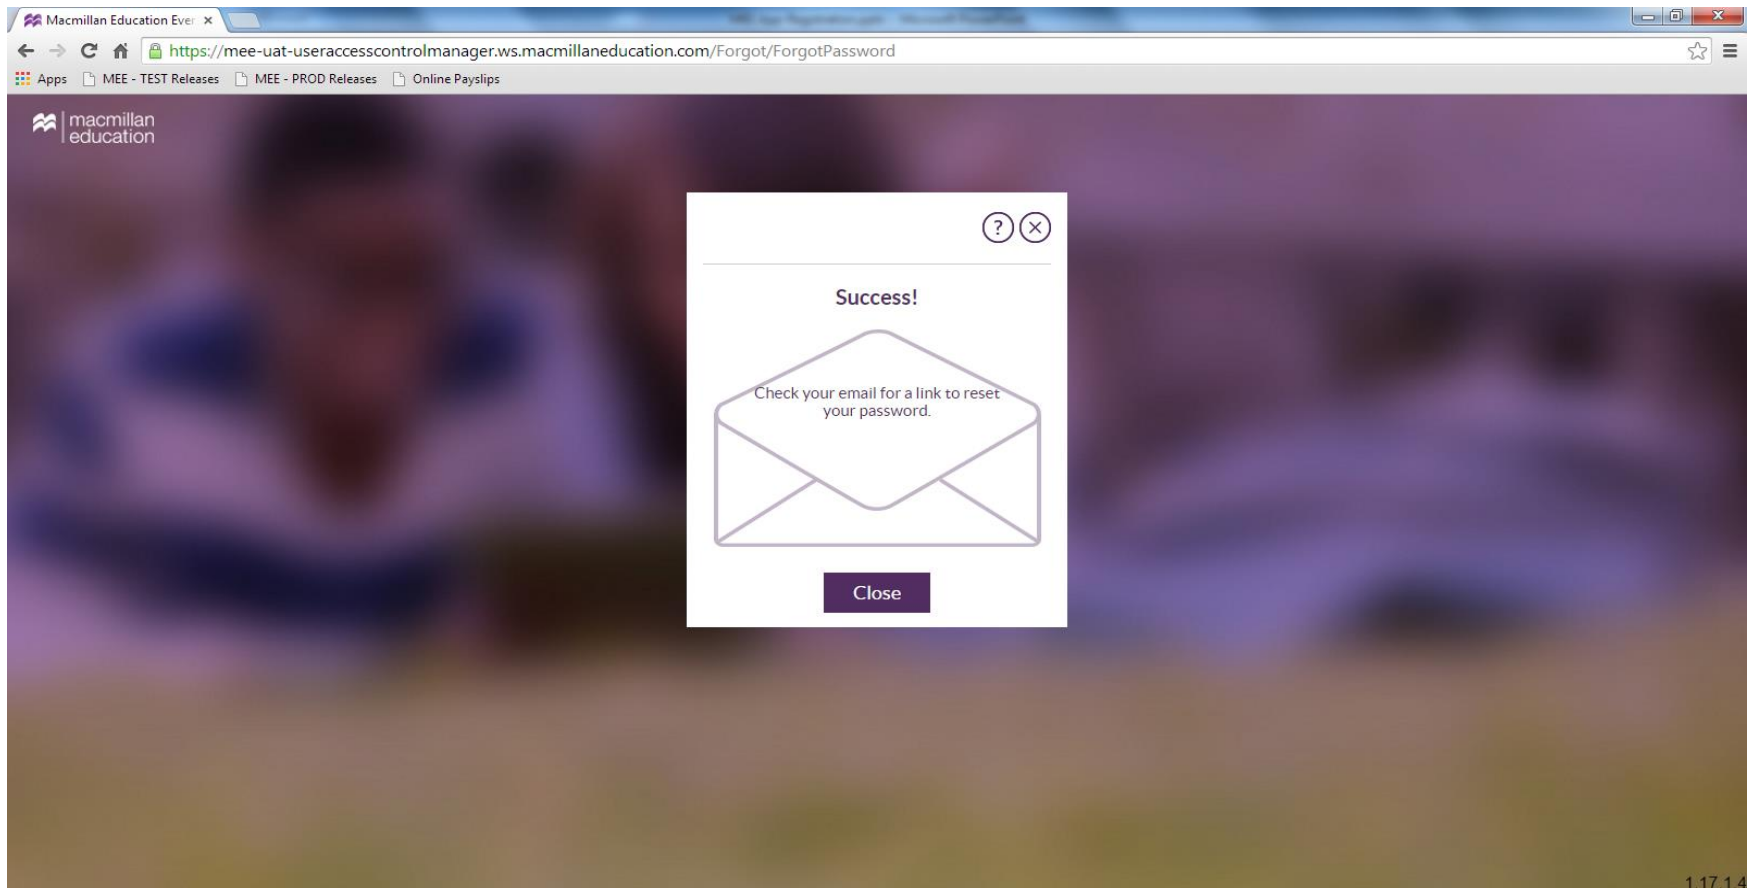 Macmillan Education Ever
https://mee-uat-useraccesscontrolmanager.ws.macmillaneducation.com/Forgot/ForgotPassword
Apps MEE - TEST Releases MEE - PROD Releases Online Payslips
macmillan
education
?
Success!
Check your email for a link to reset
your password.
Close
1.17.1.4